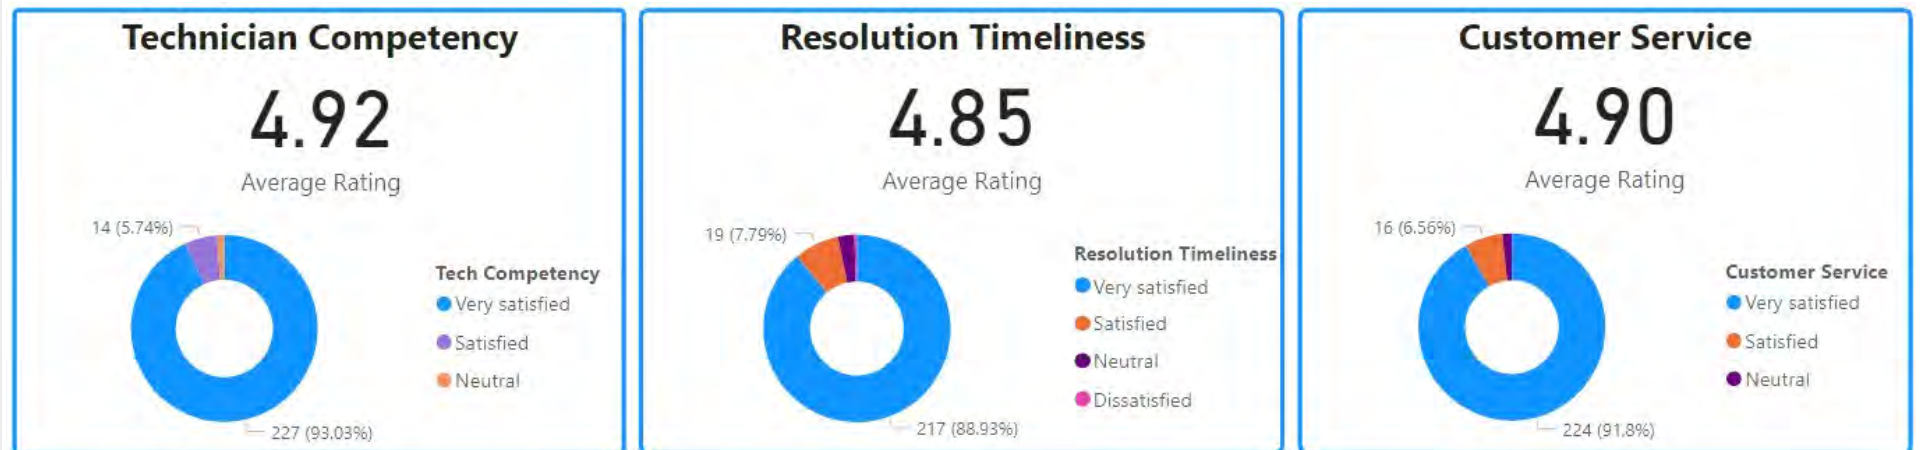 Technician Competency
4.92
Average Rating
14 (5.74%)
Tech Competency
Very satisfied
Satisfied
Neutral
227 (93.03%)
Resolution Timeliness
4.85
Average Rating
19 (7.79%)
Resolution Timeliness
Very satisfied
Satisfied
Neutral
Dissatisfied
217 (88.93%)
Customer Service
4.90
Average Rating
16 (6.56%)
Customer Service
Very satisfied
Satisfied
Neutral
224 (91.8%)